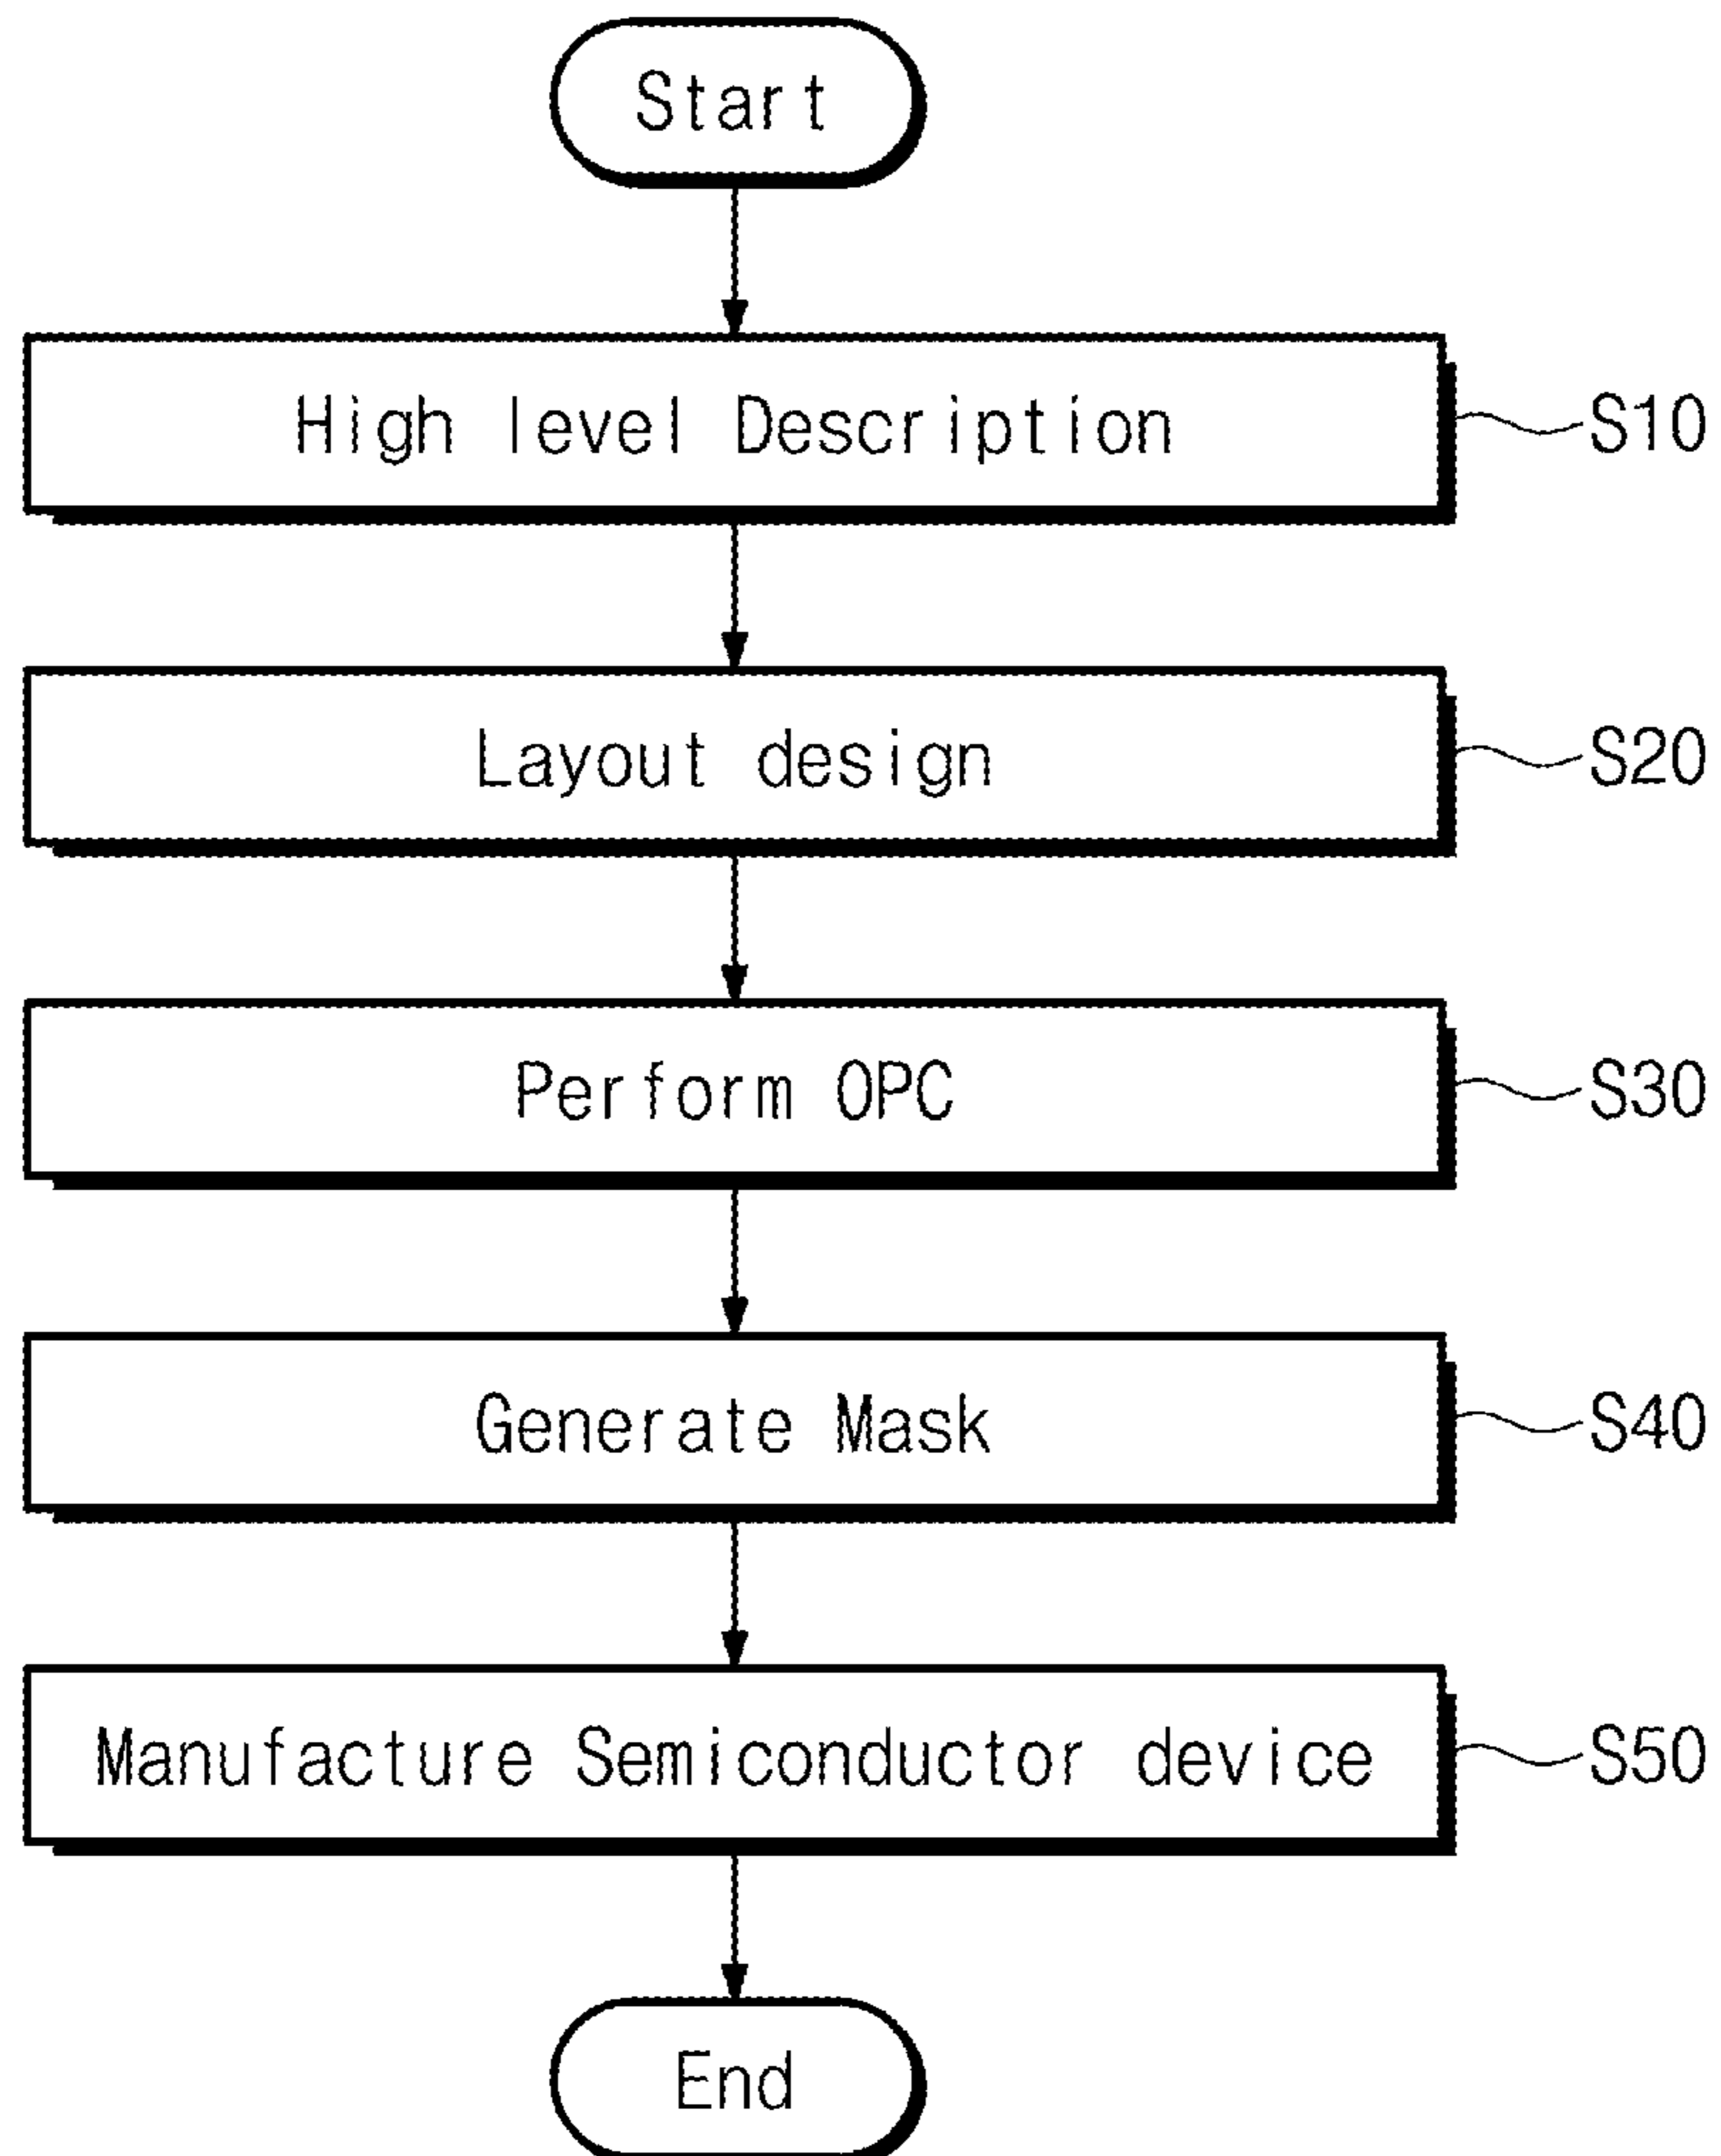 Start
High level Description
S10
Layout design
S20
Perform OPC
S30
Generate Mask
S40
Manufacture Semiconductor device
S50
End